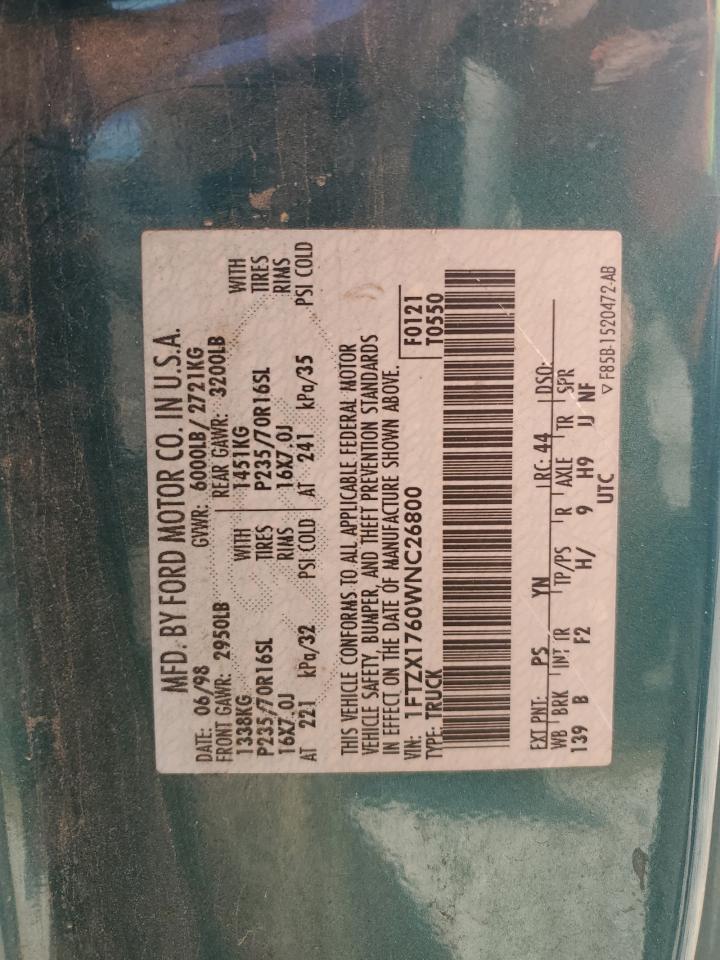 MFD. BY FORD MOTOR CO. IN U.S.A.
DATE: 06/98 GVWR: 6000LB/ 2721KG
FRONT GAWR: 2950LB REAR GAWR: 3200LB
1338KG WITH 1451KG WITH
P235/70R16SL TIRES P235/70R16SL TIRES
16X7.0J RIMS 16X7.0J RIMS
AT 221 kPa/32 PSI COLD AT 241 kPa/35 PSI COLD
THIS VEHICLE CONFORMS TO ALL APPLICABLE FEDERAL MOTOR
VEHICLE SAFETY, BUMPER, AND THEFT PREVENTION STANDARDS
IN EFFECT ON THE DATE OF MANUFACTURE SHOWN ABOVE.
VIN: 1FTZX1760WNC26800 F0121
TYPE: TRUCK T0550
EXT PNT: PS YN RC: 44 DSO:
WB BRK INT TR TP/PS R AXLE TR SPR
139 B F2 H/ 9 H9 U NF
UTC ▽ F85B-1520472-AB